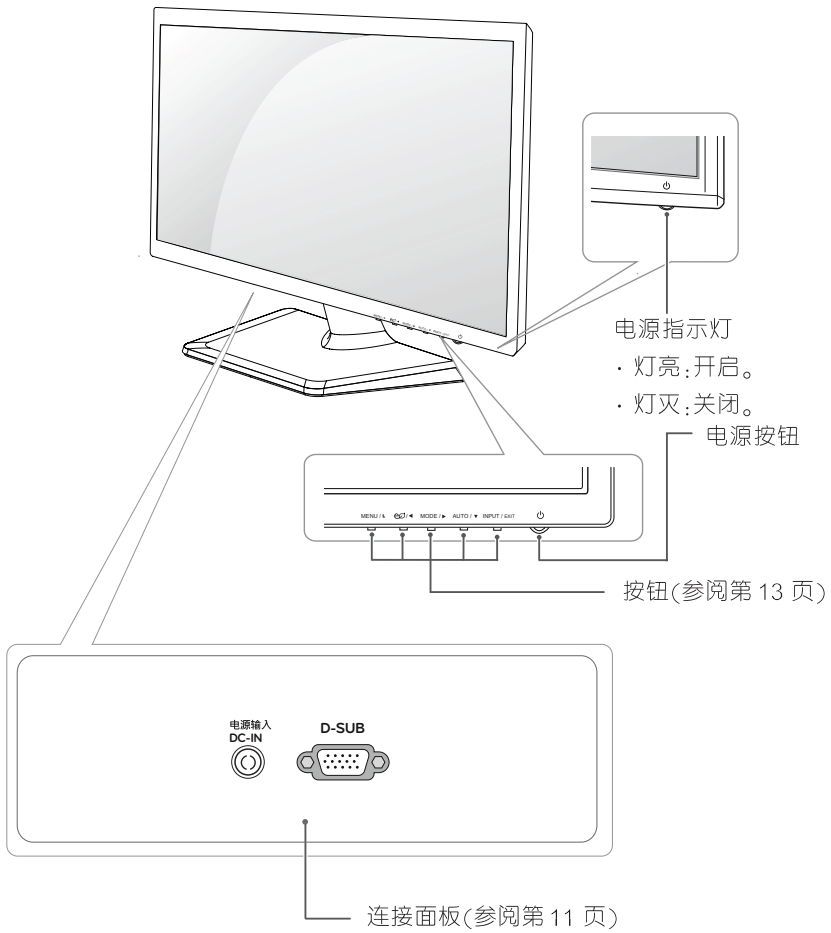 电源指示灯
· 灯亮:开启。
· 灯灭:关闭。
电源按钮
MENU / AUTO / ▼ INPUT / EXIT
MODE / ►
按钮(参阅第 13 页)
电源输入
DC-IN
D-SUB
连接面板(参阅第 11 页)